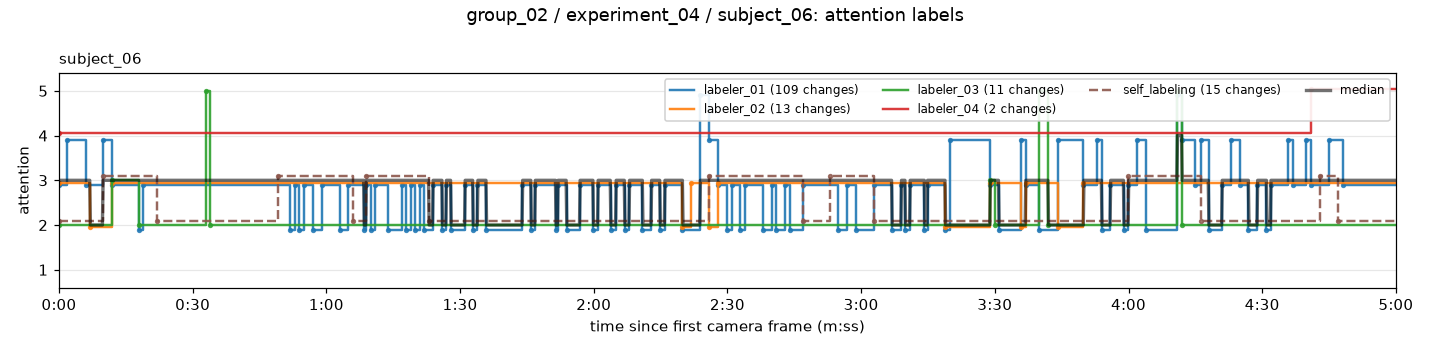 group_02 / experiment_04 / subject_06: attention labels
subject_06
labeler_01 (109 changes)
labeler_02 (13 changes)
labeler_03 (11 changes)
labeler_04 (2 changes)
self_labeling (15 changes)
median
attention
5
4
3
2
1
0:00 0:30 1:00 1:30 2:00 2:30 3:00 3:30 4:00 4:30 5:00
time since first camera frame (m:ss)